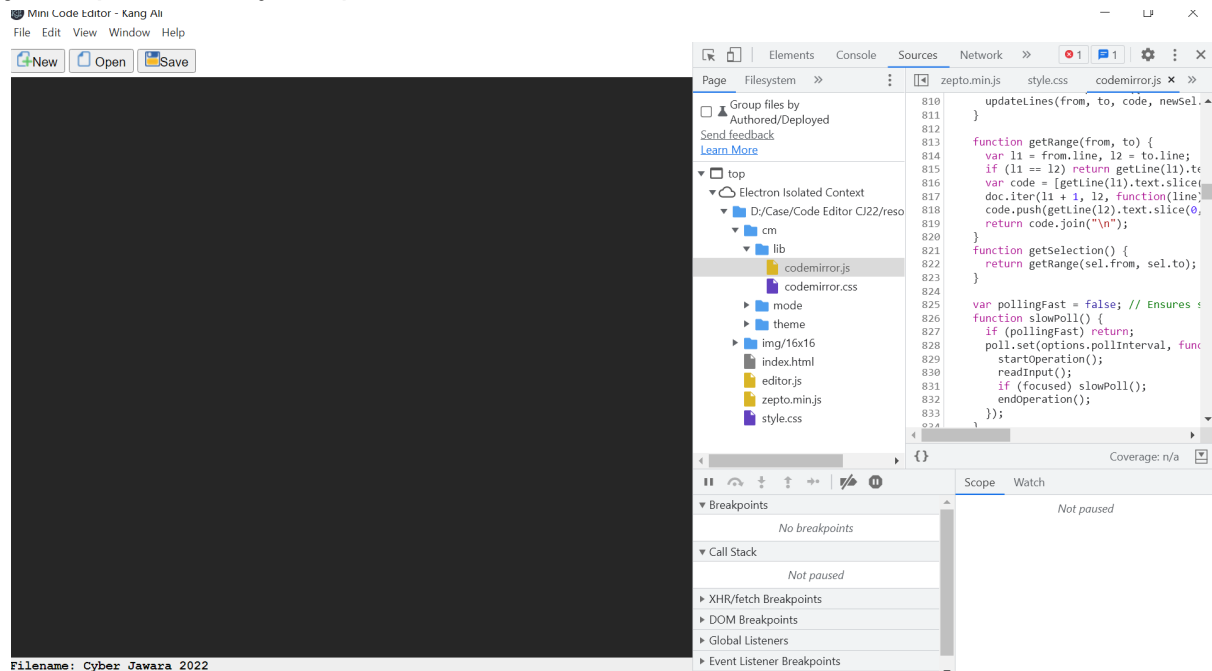 Mini Code Editor - Kang Ali
File Edit View Window Help
New Open Save
Elements Console Sources Network » 1 1
Page Filesystem »
zepto.min.js style.css codemirror.js × »
Group files by
Authored/Deployed
Send feedback
Learn More
top
Electron Isolated Context
D:/Case/Code Editor CJ22/reso
cm
lib
codemirror.js
codemirror.css
mode
theme
img/16x16
index.html
editor.js
zepto.min.js
style.css
810 updateLines(from, to, code, newSel.
811 }
812
813 function getRange(from, to) {
814 var l1 = from.line, l2 = to.line;
815 if (l1 == l2) return getLine(l1).te
816 var code = [getLine(l1).text.slice(
817 doc.iter(l1 + 1, l2, function(line)
818 code.push(getLine(l2).text.slice(0,
819 return code.join("\n");
820 }
821 function getSelection() {
822 return getRange(sel.from, sel.to);
823 }
824
825 var pollingFast = false; // Ensures s
826 function slowPoll() {
827 if (pollingFast) return;
828 poll.set(options.pollInterval, func
829 startOperation();
830 readInput();
831 if (focused) slowPoll();
832 endOperation();
833 });
834 }
{} Coverage: n/a
Scope Watch
Not paused
Breakpoints
No breakpoints
Call Stack
Not paused
XHR/fetch Breakpoints
DOM Breakpoints
Global Listeners
Event Listener Breakpoints
Filename: Cyber Jawara 2022